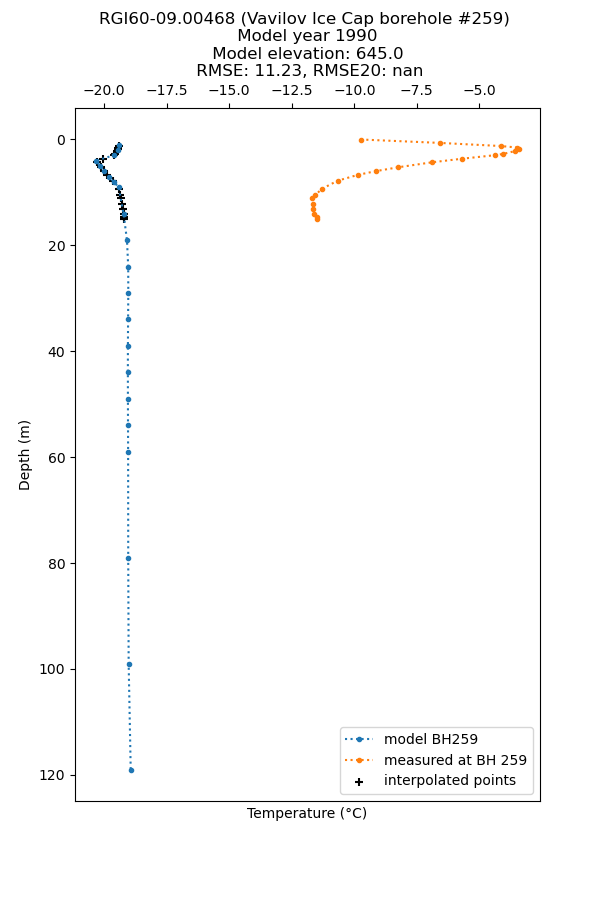 RGI60-09.00468 (Vavilov Ice Cap borehole #259)
Model year 1990
Model elevation: 645.0
RMSE: 11.23, RMSE20: nan
−20.0 −17.5 −15.0 −12.5 −10.0 −7.5 −5.0
0
20
40
60
80
100
120
Depth (m)
model BH259
measured at BH 259
interpolated points
Temperature (°C)